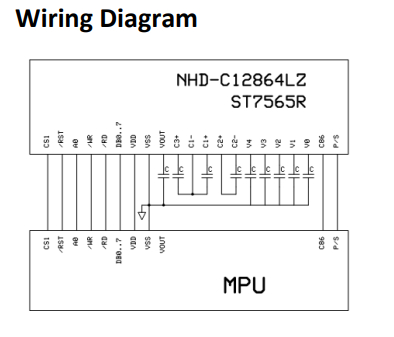 Wiring Diagram
NHD-C12864LZ
ST7565R
CS1 /RST A0 /WR /RD DB0..7 VDD VSS VOUT C3+ C1- C1+ C2+ C2- V4 V3 V2 V1 V0 C86 P/S
C C C C C C C C
CS1 /RST A0 /WR /RD DB0..7 VDD VSS VOUT C86 P/S
MPU